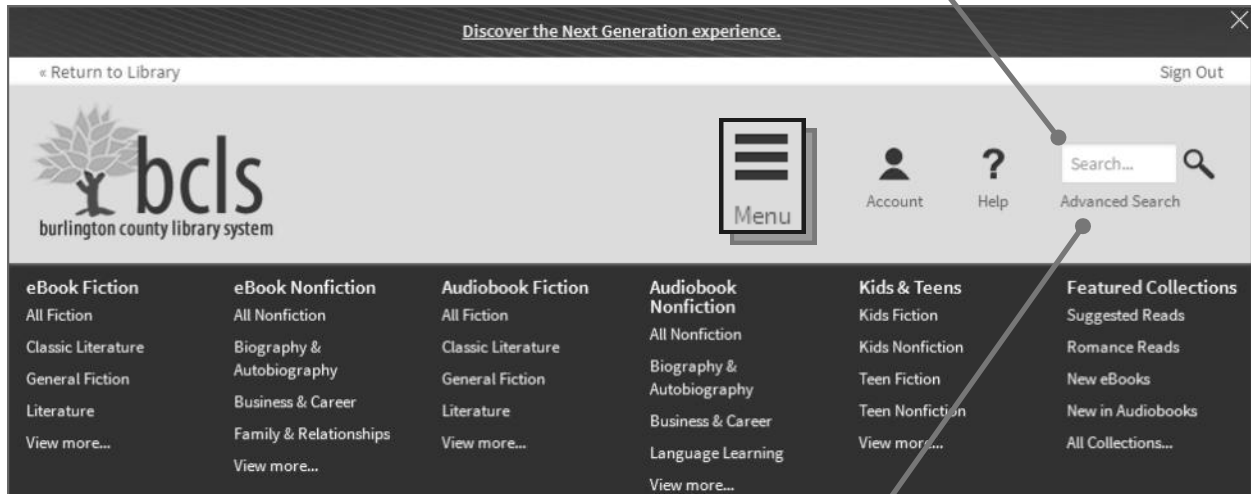 Discover the Next Generation experience.
« Return to Library
Sign Out
bcls
burlington county library system
Menu
Account
Help
Search...
Advanced Search
eBook Fiction
All Fiction
Classic Literature
General Fiction
Literature
View more...
eBook Nonfiction
All Nonfiction
Biography &
Autobiography
Business & Career
Family & Relationships
View more...
Audiobook Fiction
All Fiction
Classic Literature
General Fiction
Literature
View more...
Audiobook
Nonfiction
All Nonfiction
Biography &
Autobiography
Business & Career
Language Learning
View more...
Kids & Teens
Kids Fiction
Kids Nonfiction
Teen Fiction
Teen Nonfiction
View more...
Featured Collections
Suggested Reads
Romance Reads
New eBooks
New in Audiobooks
All Collections...